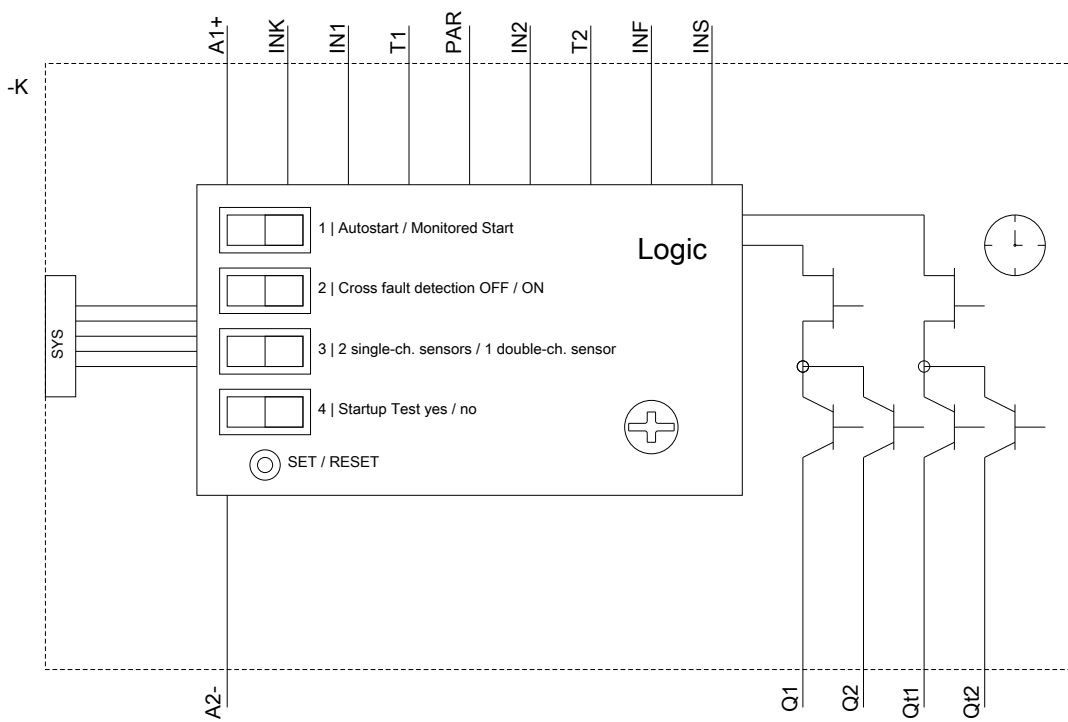 A1+
INK
IN1
T1
PAR
IN2
T2
INF
INS
-K
1 | Autostart / Monitored Start
Logic
2 | Cross fault detection OFF / ON
SYS
3 | 2 single-ch. sensors / 1 double-ch. sensor
4 | Startup Test yes / no
SET / RESET
A2-
Q1
Q2
Qt1
Qt2